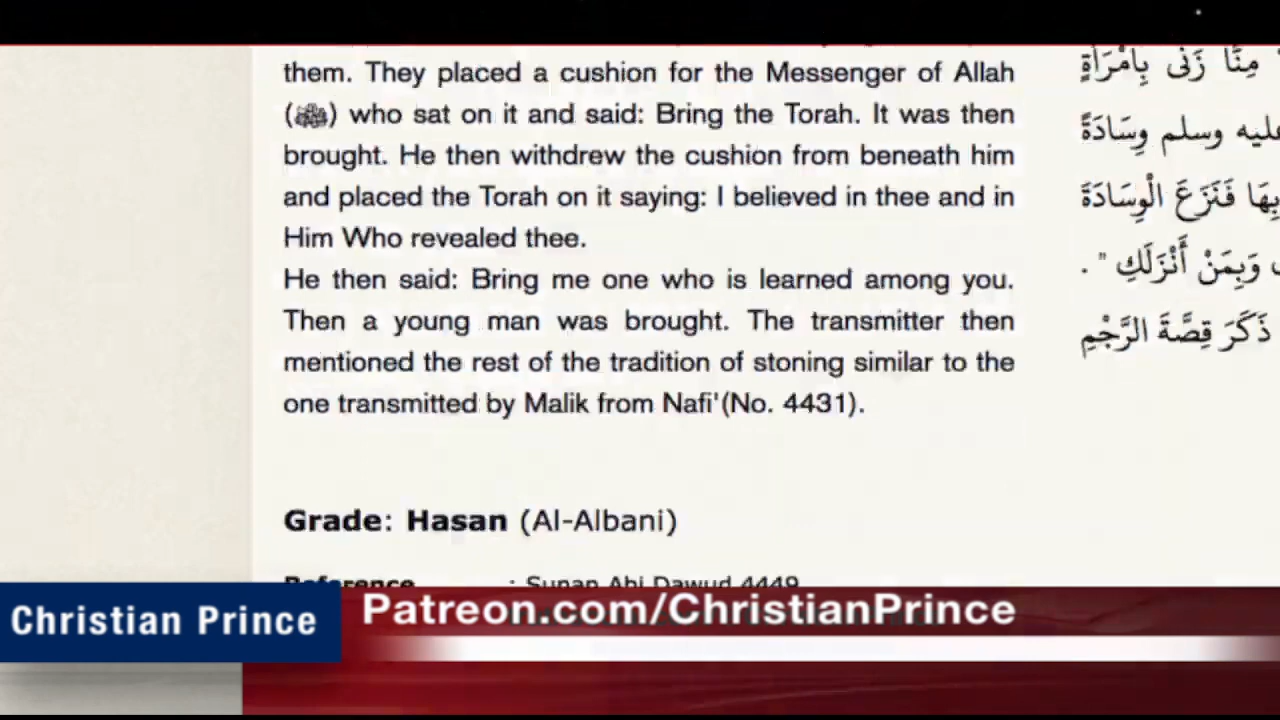 them. They placed a cushion for the Messenger of Allah
(ﷺ) who sat on it and said: Bring the Torah. It was then
brought. He then withdrew the cushion from beneath him
and placed the Torah on it saying: I believed in thee and in
Him Who revealed thee.
He then said: Bring me one who is learned among you.
Then a young man was brought. The transmitter then
mentioned the rest of the tradition of stoning similar to the
one transmitted by Malik from Nafi'(No. 4431).
مِنَّا زَنَى بِامْرَأَةٍ
عليه وسلم وِسَادَةً
بِهَا فَنَزَعَ الْوِسَادَةَ
وَبِمَنْ أَنْزَلَكِ " .
ذَكَرَ قِصَّةَ الرَّجْمِ
Grade: Hasan (Al-Albani)
Reference : Sunan Abi Dawud 4449
Christian Prince
Patreon.com/ChristianPrince